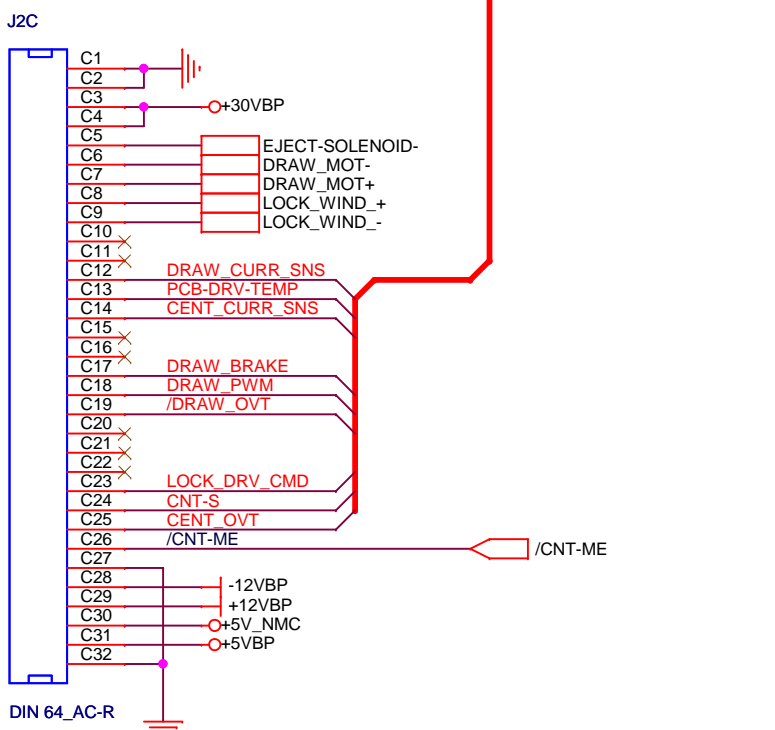 J2C
C1
C2
C3
C4
+30VBP
C5
EJECT-SOLENOID-
C6
DRAW_MOT-
C7
DRAW_MOT+
C8
LOCK_WIND_+
C9
LOCK_WIND_-
C10
C11
C12
DRAW_CURR_SNS
C13
PCB-DRV-TEMP
C14
CENT_CURR_SNS
C15
C16
C17
DRAW_BRAKE
C18
DRAW_PWM
C19
/DRAW_OVT
C20
C21
C22
C23
LOCK_DRV_CMD
C24
CNT-S
C25
CENT_OVT
C26
/CNT-ME
/CNT-ME
C27
C28
-12VBP
C29
+12VBP
C30
+5V_NMC
C31
+5VBP
C32
DIN 64_AC-R